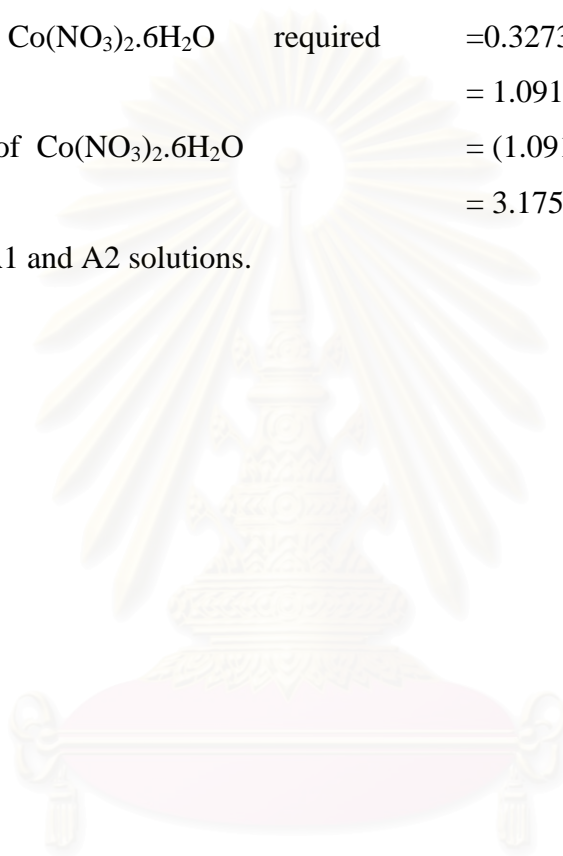 Co(NO₃)₂.6H₂O required =0.3273
= 1.091
of Co(NO₃)₂.6H₂O = (1.091
= 3.175
A1 and A2 solutions.